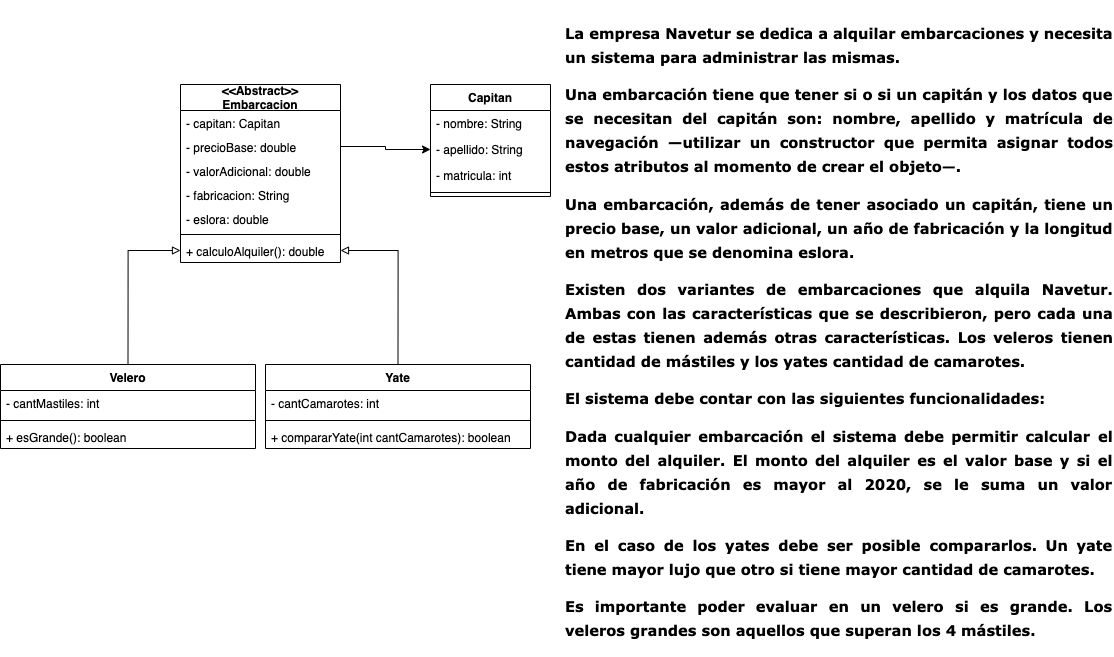 <<Abstract>>
Embarcacion
- capitan: Capitan
- precioBase: double
- valorAdicional: double
- fabricacion: String
- eslora: double
+ calculoAlquiler(): double
Capitan
- nombre: String
- apellido: String
- matricula: int
Velero
- cantMastiles: int
+ esGrande(): boolean
Yate
- cantCamarotes: int
+ compararYate(int cantCamarotes): boolean
La empresa Navetur se dedica a alquilar embarcaciones y necesita
un sistema para administrar las mismas.
Una embarcación tiene que tener si o si un capitán y los datos que
se necesitan del capitán son: nombre, apellido y matrícula de
navegación —utilizar un constructor que permita asignar todos
estos atributos al momento de crear el objeto—.
Una embarcación, además de tener asociado un capitán, tiene un
precio base, un valor adicional, un año de fabricación y la longitud
en metros que se denomina eslora.
Existen dos variantes de embarcaciones que alquila Navetur.
Ambas con las características que se describieron, pero cada una
de estas tienen además otras características. Los veleros tienen
cantidad de mástiles y los yates cantidad de camarotes.
El sistema debe contar con las siguientes funcionalidades:
Dada cualquier embarcación el sistema debe permitir calcular el
monto del alquiler. El monto del alquiler es el valor base y si el
año de fabricación es mayor al 2020, se le suma un valor
adicional.
En el caso de los yates debe ser posible compararlos. Un yate
tiene mayor lujo que otro si tiene mayor cantidad de camarotes.
Es importante poder evaluar en un velero si es grande. Los
veleros grandes son aquellos que superan los 4 mástiles.